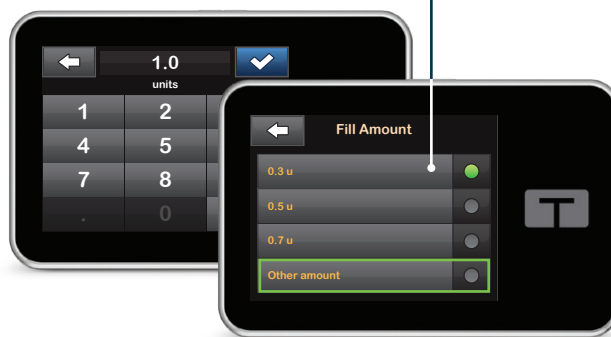 1.0
units
1 2
4 5
7 8
. 0
Fill Amount
0.3 u
0.5 u
0.7 u
Other amount
T